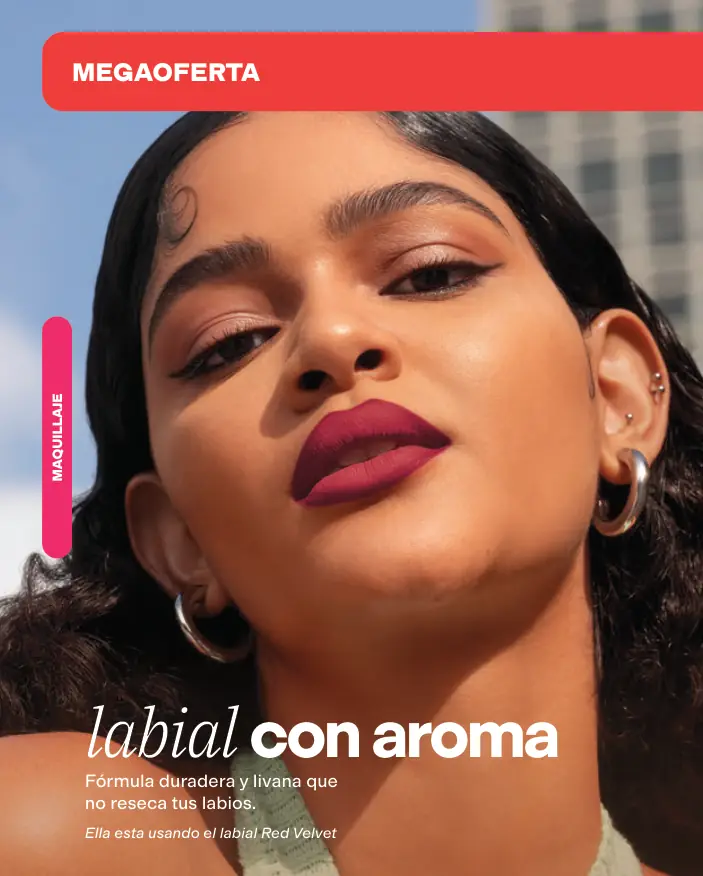 MEGAOFERTA
MAQUILLAJE
labial con aroma
Fórmula duradera y livana que
no reseca tus labios.
Ella esta usando el labial Red Velvet